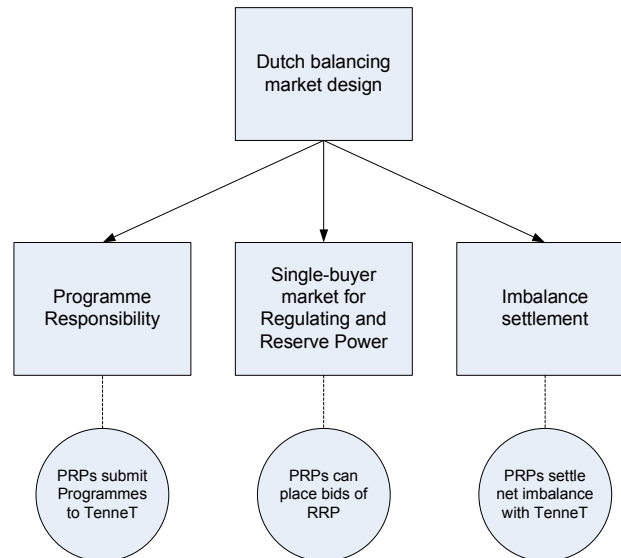 Dutch balancing
market design
Programme
Responsibility
Single-buyer
market for
Regulating and
Reserve Power
Imbalance
settlement
PRPs submit
Programmes
to TenneT
PRPs can
place bids of
RRP
PRPs settle
net imbalance
with TenneT